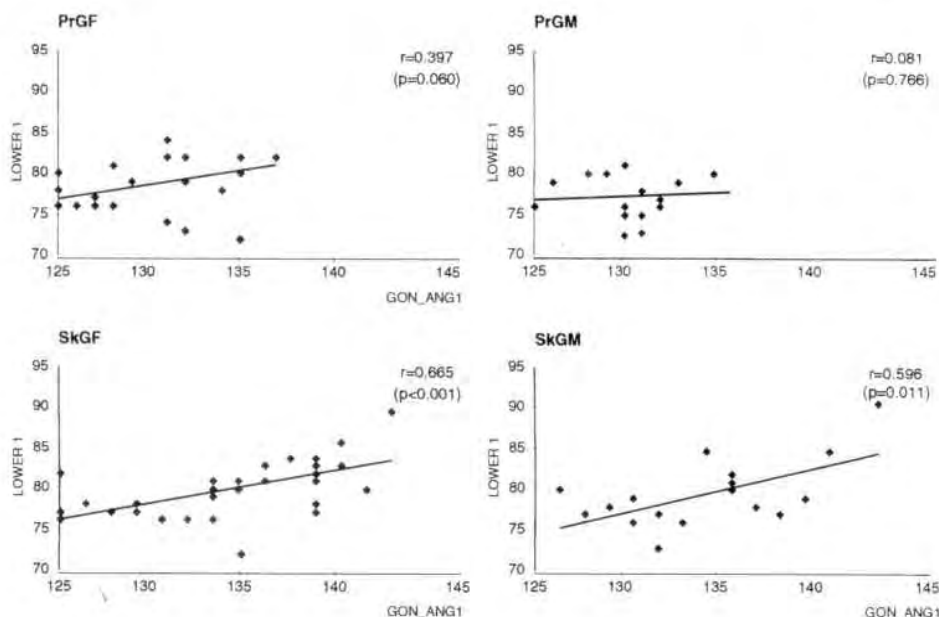 PrGF
95
90
85
80
75
70
LOWER 1
r=0.397
(p=0.060)
125
130
135
140
145
GON_ANG1
PrGM
95
90
85
80
75
70
LOWER 1
r=0.081
(p=0.766)
125
130
135
140
145
GON_ANG1
SkGF
95
90
85
80
75
70
LOWER 1
r=0.665
(p<0.001)
125
130
135
140
145
GON_ANG1
SkGM
95
90
85
80
75
70
LOWER 1
r=0.596
(p=0.011)
125
130
135
140
145
GON_ANG1